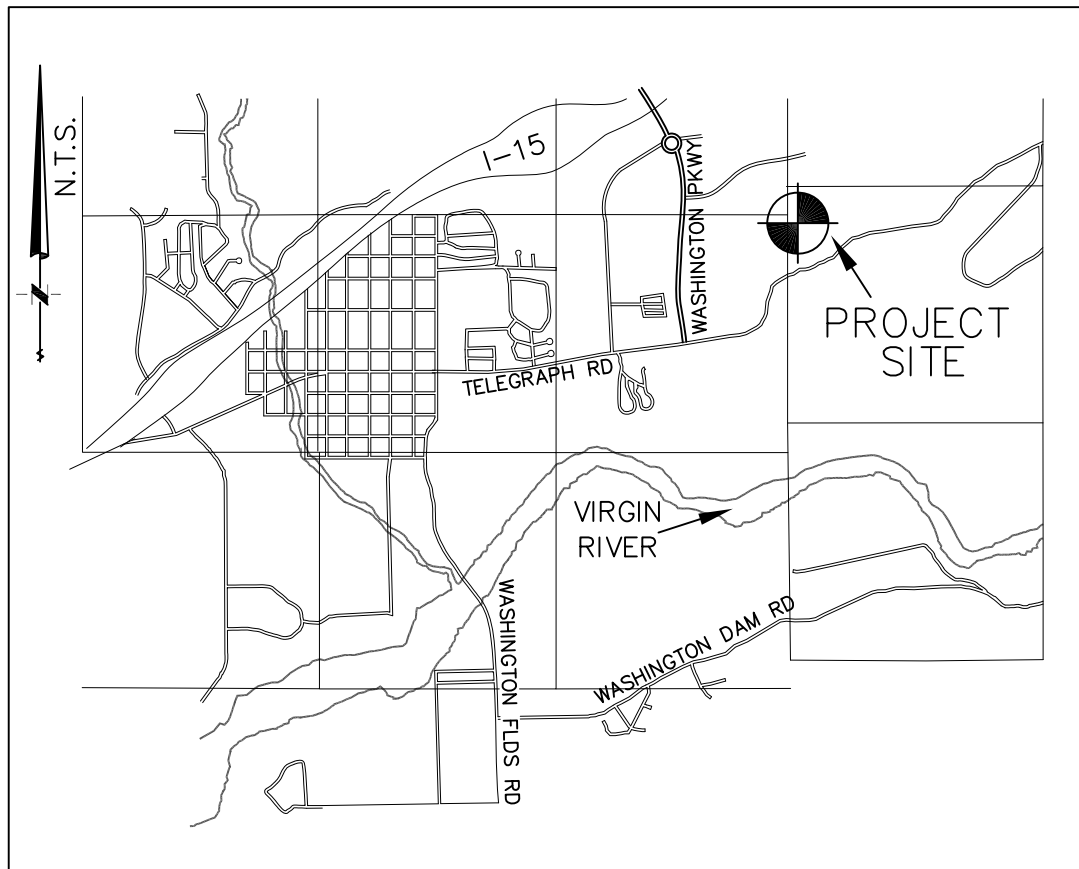 N.T.S.
I-15
WASHINGTON PKWY
PROJECT
SITE
TELEGRAPH RD
VIRGIN
RIVER
WASHINGTON FLDS RD
WASHINGTON DAM RD